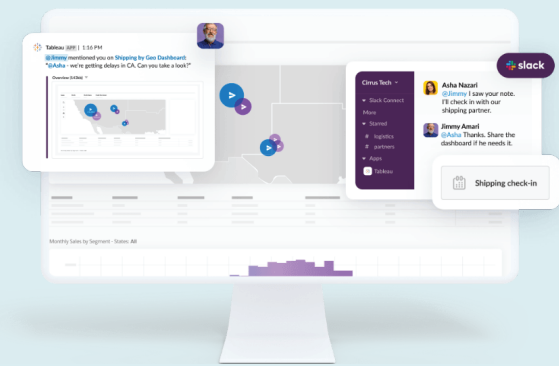 Tableau APP | 1:16 PM
@Jimmy mentioned you on Shipping by Geo Dashboard:
"@Asha - we're getting delays in CA. Can you take a look?"
Overview (1/4366)
slack
Cirrus Tech
Slack Connect
More
Starred
# logistics
# partners
Apps
Tableau
Asha Nazari
@Jimmy I saw your note.
I'll check in with our
shipping partner.
Jimmy Amari
@Asha Thanks. Share the
dashboard if he needs it.
Shipping check-in
Monthly Sales by Segment - States: All